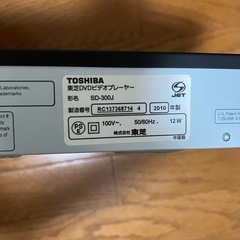 TOSHIBA
東芝DVDビデオプレーヤー
形名 SD-300J
製造番号 RC137368714 4 2010 年製
JET
PS E
100V~, 50/60Hz, 12W
株式会社 東芝
中国製
Laboratories.
U.S. Patent